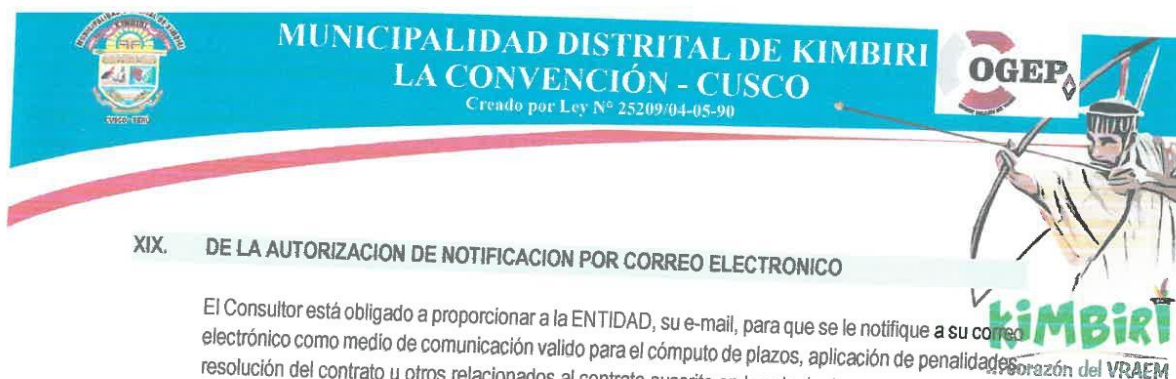 MUNICIPALIDAD DISTRITAL DE KIMBIRI
LA CONVENCIÓN - CUSCO
Creado por Ley Nº 25209/04-05-90
OGEP
CUSCO - PERU
XIX. DE LA AUTORIZACION DE NOTIFICACION POR CORREO ELECTRONICO
El Consultor está obligado a proporcionar a la ENTIDAD, su e-mail, para que se le notifique a su correo
electrónico como medio de comunicación valido para el cómputo de plazos, aplicación de penalidades
resolución del contrato u otros relacionados al contrato
KiMBiRi
corazón del VRAEM